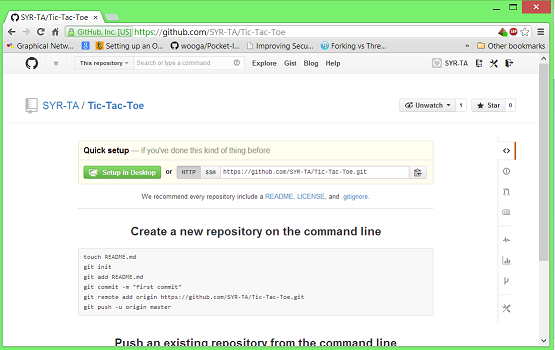 SYR-TA/Tic-Tac-Toe
GitHub, Inc. [US] https://github.com/SYR-TA/Tic-Tac-Toe
Graphical Netw... Setting up an O... wooga/Pocket-I... Improving Secu... Forking vs Thre... » Other bookmarks
This repository Search or type a command Explore Gist Blog Help SYR-TA
SYR-TA / Tic-Tac-Toe Unwatch 1 Star 0
Quick setup — if you've done this kind of thing before
Setup in Desktop or HTTP SSH https://github.com/SYR-TA/Tic-Tac-Toe.git
We recommend every repository include a README, LICENSE, and .gitignore.
Create a new repository on the command line
touch README.md
git init
git add README.md
git commit -m "first commit"
git remote add origin https://github.com/SYR-TA/Tic-Tac-Toe.git
git push -u origin master
Push an existing repository from the command line